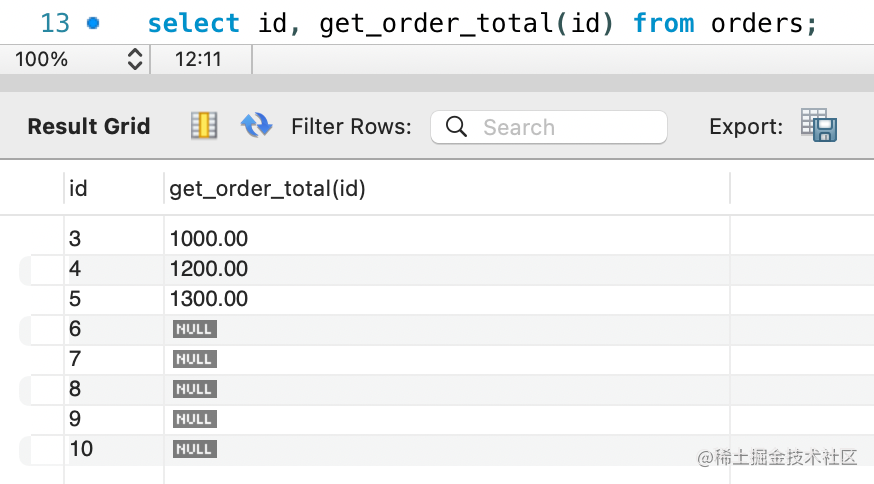 13 select id, get_order_total(id) from orders;
100% 12:11
Result Grid Filter Rows: Search Export:
id get_order_total(id)
3 1000.00
4 1200.00
5 1300.00
6 NULL
7 NULL
8 NULL
9 NULL
10 NULL
@稀土掘金技术社区